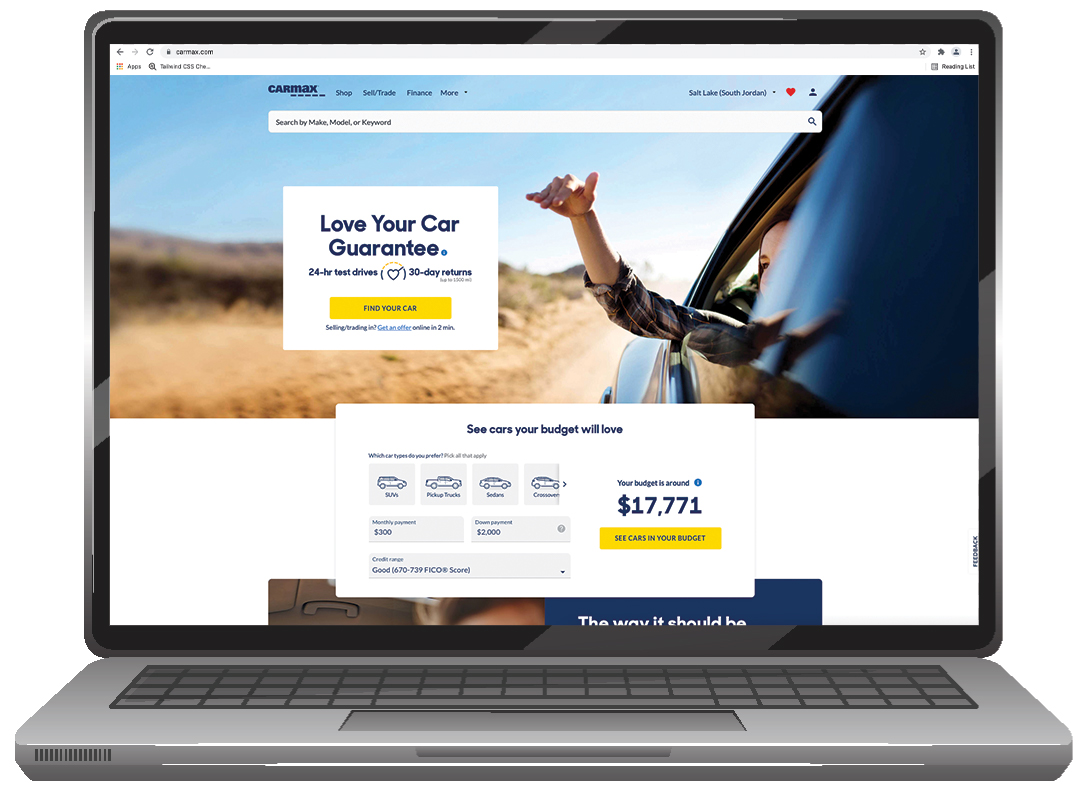 carmax.com
Apps Tailwind CSS Che... Reading List
CARMAX Shop Sell/Trade Finance More Salt Lake (South Jordan)
Search by Make, Model, or Keyword
Love Your Car
Guarantee
24-hr test drives 30-day returns
(up to 1500 mi)
FIND YOUR CAR
Selling/trading in? Get an offer online in 2 min.
See cars your budget will love
Which car types do you prefer? Pick all that apply
SUVs Pickup Trucks Sedans Crossovers
Your budget is around
$17,771
Monthly payment
$300
Down payment
$2,000
SEE CARS IN YOUR BUDGET
Credit range
Good (670-739 FICO® Score)
FEEDBACK
The way it should be